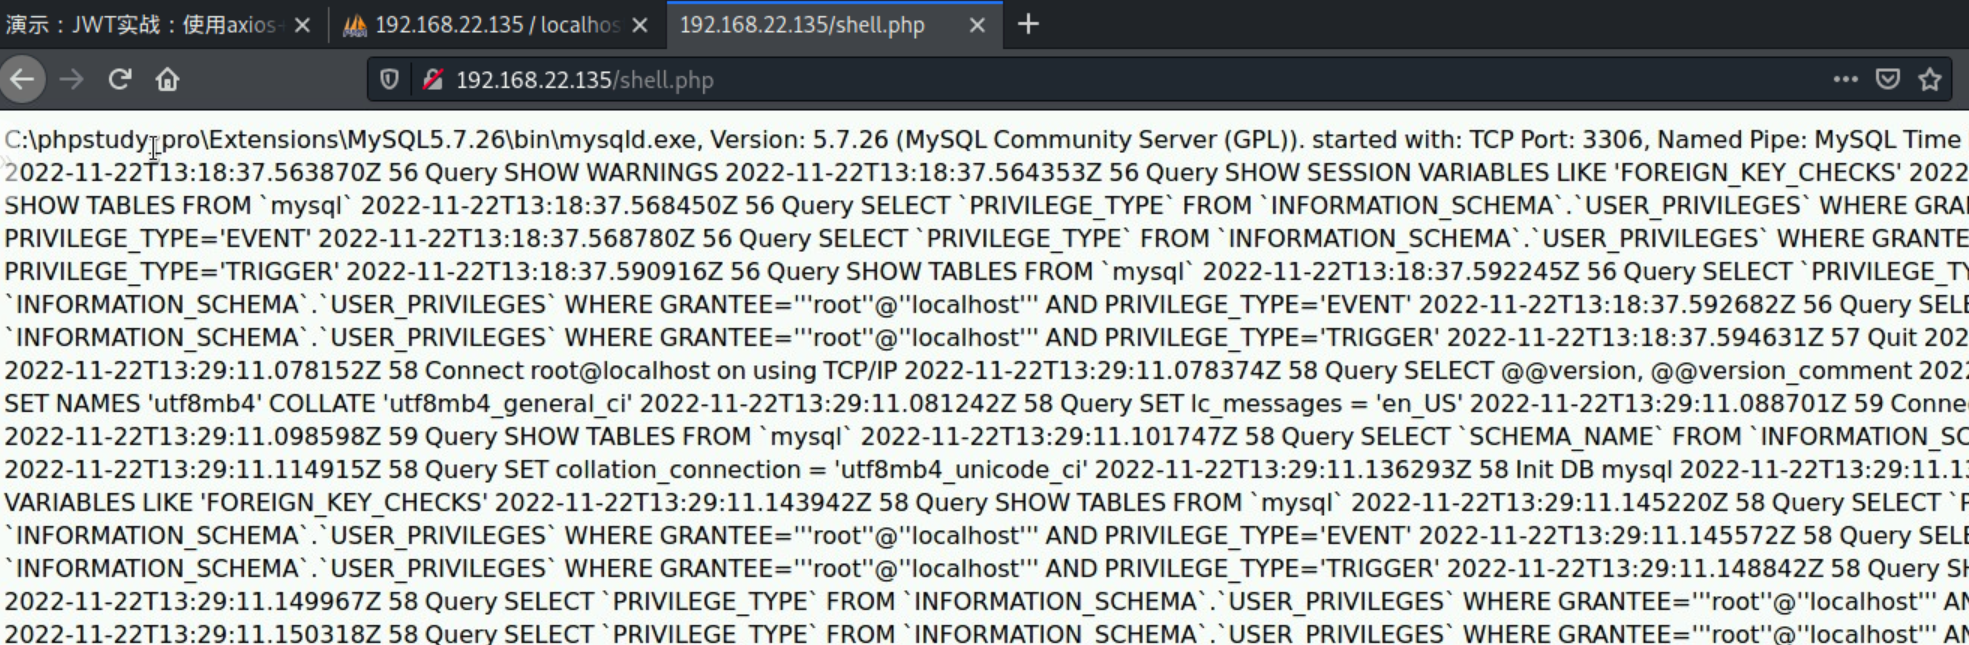 演示：JWT实战：使用axios
192.168.22.135 / localhos
192.168.22.135/shell.php
192.168.22.135/shell.php
C:\phpstudy_pro\Extensions\MySQL5.7.26\bin\mysqld.exe, Version: 5.7.26 (MySQL Community Server (GPL)). started with: TCP Port: 3306, Named Pipe: MySQL Time
2022-11-22T13:18:37.563870Z 56 Query SHOW WARNINGS 2022-11-22T13:18:37.564353Z 56 Query SHOW SESSION VARIABLES LIKE 'FOREIGN_KEY_CHECKS' 2022
SHOW TABLES FROM `mysql` 2022-11-22T13:18:37.568450Z 56 Query SELECT `PRIVILEGE_TYPE` FROM `INFORMATION_SCHEMA`.`USER_PRIVILEGES` WHERE GRA
PRIVILEGE_TYPE='EVENT' 2022-11-22T13:18:37.568780Z 56 Query SELECT `PRIVILEGE_TYPE` FROM `INFORMATION_SCHEMA`.`USER_PRIVILEGES` WHERE GRANTE
PRIVILEGE_TYPE='TRIGGER' 2022-11-22T13:18:37.590916Z 56 Query SHOW TABLES FROM `mysql` 2022-11-22T13:18:37.592245Z 56 Query SELECT `PRIVILEGE_TY
`INFORMATION_SCHEMA`.`USER_PRIVILEGES` WHERE GRANTEE='''root''@''localhost''' AND PRIVILEGE_TYPE='EVENT' 2022-11-22T13:18:37.592682Z 56 Query SELE
`INFORMATION_SCHEMA`.`USER_PRIVILEGES` WHERE GRANTEE='''root''@''localhost''' AND PRIVILEGE_TYPE='TRIGGER' 2022-11-22T13:18:37.594631Z 57 Quit 202
2022-11-22T13:29:11.078152Z 58 Connect root@localhost on using TCP/IP 2022-11-22T13:29:11.078374Z 58 Query SELECT @@version, @@version_comment 202
SET NAMES 'utf8mb4' COLLATE 'utf8mb4_general_ci' 2022-11-22T13:29:11.081242Z 58 Query SET lc_messages = 'en_US' 2022-11-22T13:29:11.088701Z 59 Conne
2022-11-22T13:29:11.098598Z 59 Query SHOW TABLES FROM `mysql` 2022-11-22T13:29:11.101747Z 58 Query SELECT `SCHEMA_NAME` FROM `INFORMATION_SC
2022-11-22T13:29:11.114915Z 58 Query SET collation_connection = 'utf8mb4_unicode_ci' 2022-11-22T13:29:11.136293Z 58 Init DB mysql 2022-11-22T13:29:11.13
VARIABLES LIKE 'FOREIGN_KEY_CHECKS' 2022-11-22T13:29:11.143942Z 58 Query SHOW TABLES FROM `mysql` 2022-11-22T13:29:11.145220Z 58 Query SELECT `P
`INFORMATION_SCHEMA`.`USER_PRIVILEGES` WHERE GRANTEE='''root''@''localhost''' AND PRIVILEGE_TYPE='EVENT' 2022-11-22T13:29:11.145572Z 58 Query SELE
`INFORMATION_SCHEMA`.`USER_PRIVILEGES` WHERE GRANTEE='''root''@''localhost''' AND PRIVILEGE_TYPE='TRIGGER' 2022-11-22T13:29:11.148842Z 58 Query SH
2022-11-22T13:29:11.149967Z 58 Query SELECT `PRIVILEGE_TYPE` FROM `INFORMATION_SCHEMA`.`USER_PRIVILEGES` WHERE GRANTEE='''root''@''localhost''' AN
2022-11-22T13:29:11.150318Z 58 Query SELECT `PRIVILEGE_TYPE` FROM `INFORMATION_SCHEMA`.`USER_PRIVILEGES` WHERE GRANTEE='''root''@''localhost''' AN